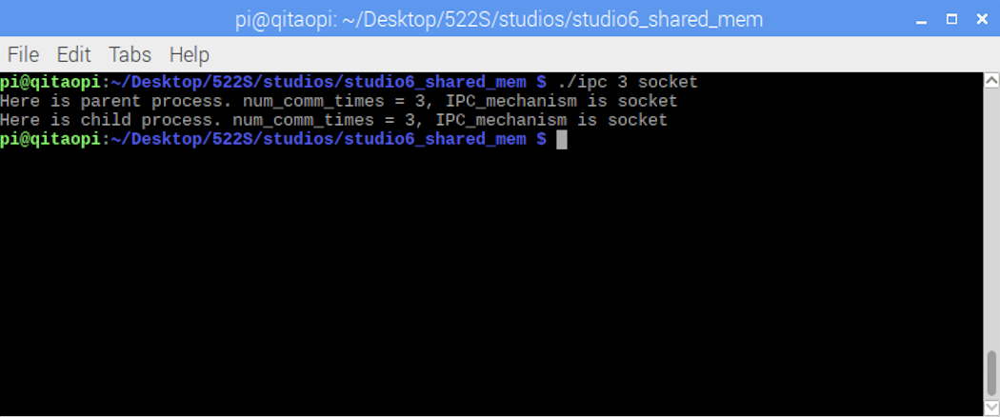 pi@qitaopi: ~/Desktop/522S/studios/studio6_shared_mem
File Edit Tabs Help
pi@qitaopi:~/Desktop/522S/studios/studio6_shared_mem $ ./ipc 3 socket
Here is parent process. num_comm_times = 3, IPC_mechanism is socket
Here is child process. num_comm_times = 3, IPC_mechanism is socket
pi@qitaopi:~/Desktop/522S/studios/studio6_shared_mem $